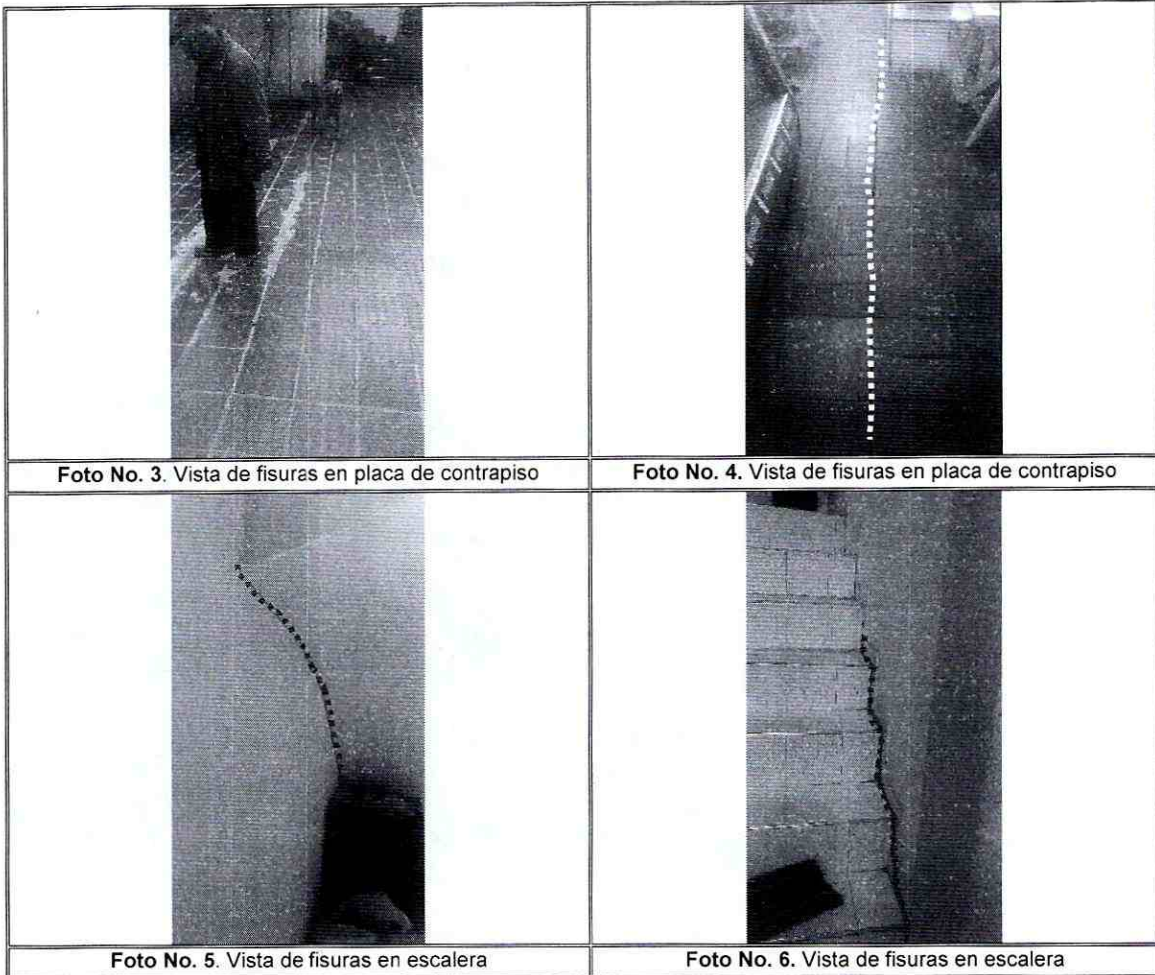 Foto No. 3. Vista de fisuras en placa de contrapiso
Foto No. 4. Vista de fisuras en placa de contrapiso
Foto No. 5. Vista de fisuras en escalera
Foto No. 6. Vista de fisuras en escalera